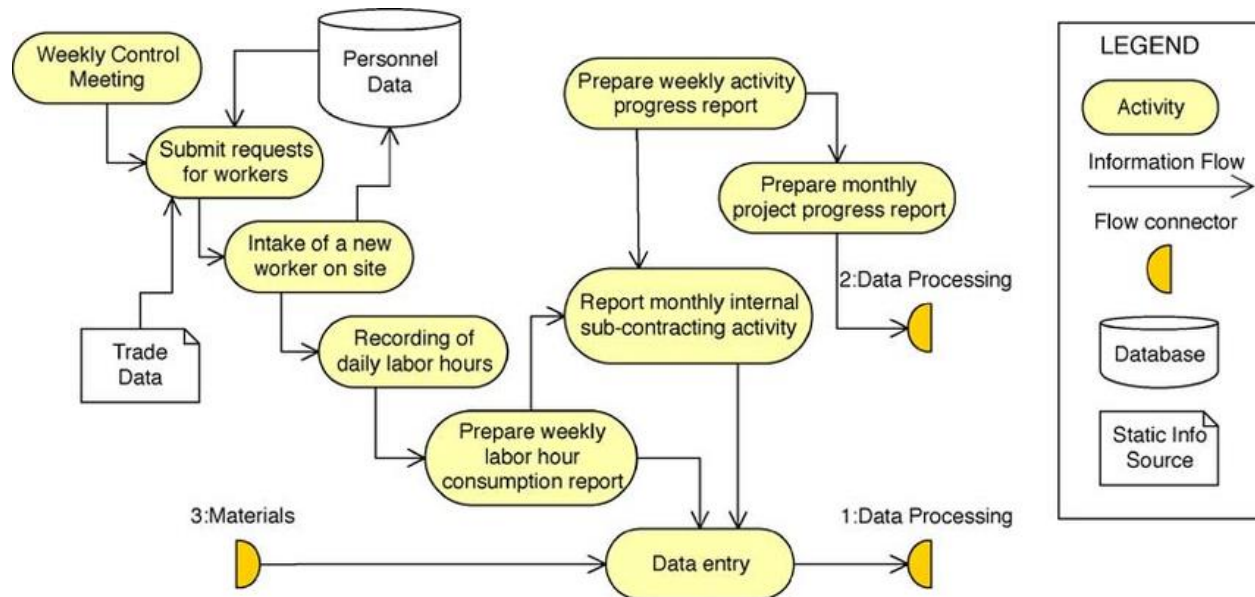 Weekly Control
Meeting
Personnel
Data
Submit requests
for workers
Intake of a new
worker on site
Trade
Data
Recording of
daily labor hours
Prepare weekly
labor hour
consumption report
Prepare weekly activity
progress report
Prepare monthly
project progress report
2:Data Processing
Report monthly internal
sub-contracting activity
3:Materials
Data entry
1:Data Processing
LEGEND
Activity
Information Flow
Flow connector
Database
Static Info
Source